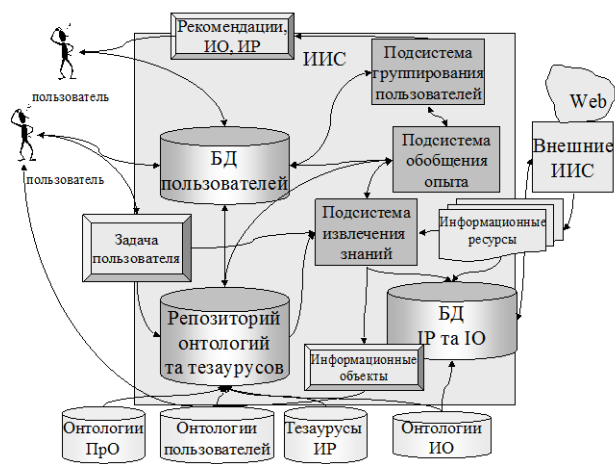 Рекомендации,
ИО, ИР
ИИС
Подсистема
группирования
пользователей
Web
пользователь
Внешние
ИИС
БД
пользователей
Подсистема
обобщения
опыта
пользователь
Задача
пользователя
Подсистема
извлечения
знаний
Информационные
ресурсы
Репозиторий
онтологий
та тезаурусов
БД
ІР та ІО
Информационные
объекты
Онтологии
ПрО
Онтологии
пользователей
Тезаурусы
ИР
Онтологии
ИО